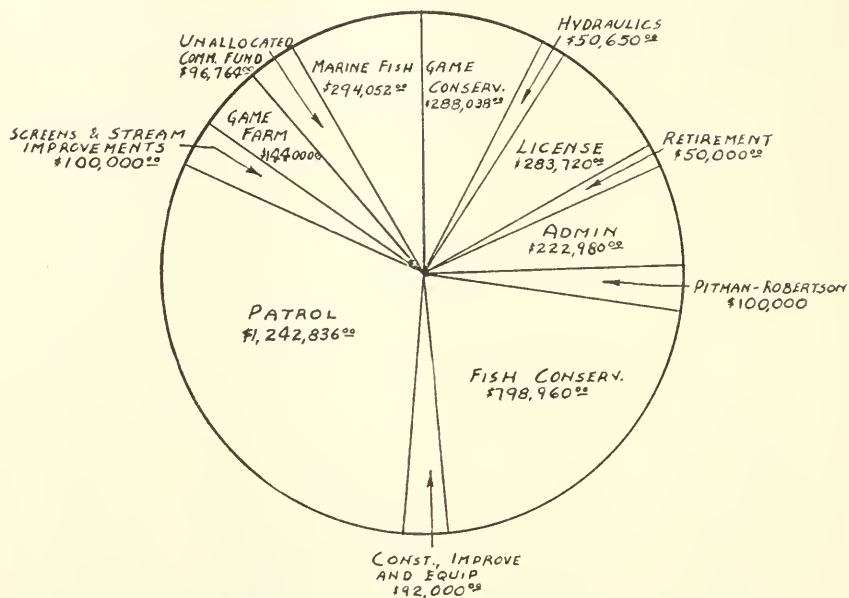 HYDRAULICS
$50,650.00
UNALLOCATED
COMM. FUND
$96,764.00
MARINE FISH
$294,052.00
GAME
CONSERV.
$288,038.00
GAME
FARM
$144000.00
SCREENS & STREAM
IMPROVEMENTS
$100,000.00
LICENSE
$283,720.00
RETIREMENT
$50,000.00
ADMIN
$222,980.00
PITMAN-ROBERTSON
$100,000
PATROL
$1,242,836.00
FISH CONSERV.
$798,960.00
CONST., IMPROVE
AND EQUIP
$92,000.00